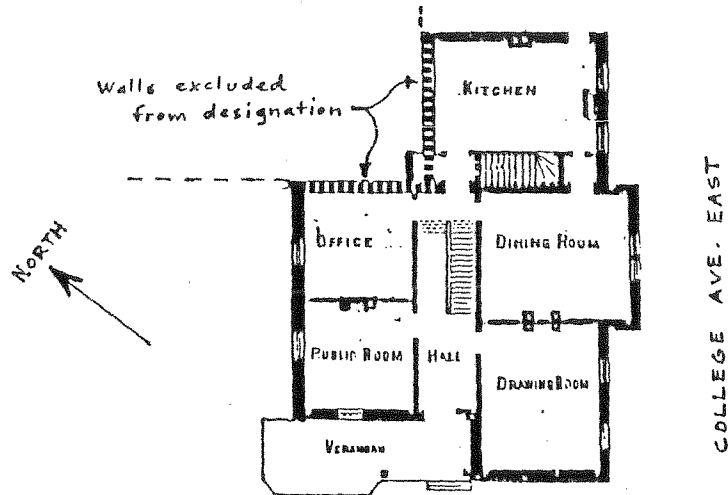 Walls excluded
from designation
KITCHEN
NORTH
OFFICE
DINING ROOM
COLLEGE AVE. EAST
PUBLIC ROOM
HALL
DRAWING ROOM
VERANDAH